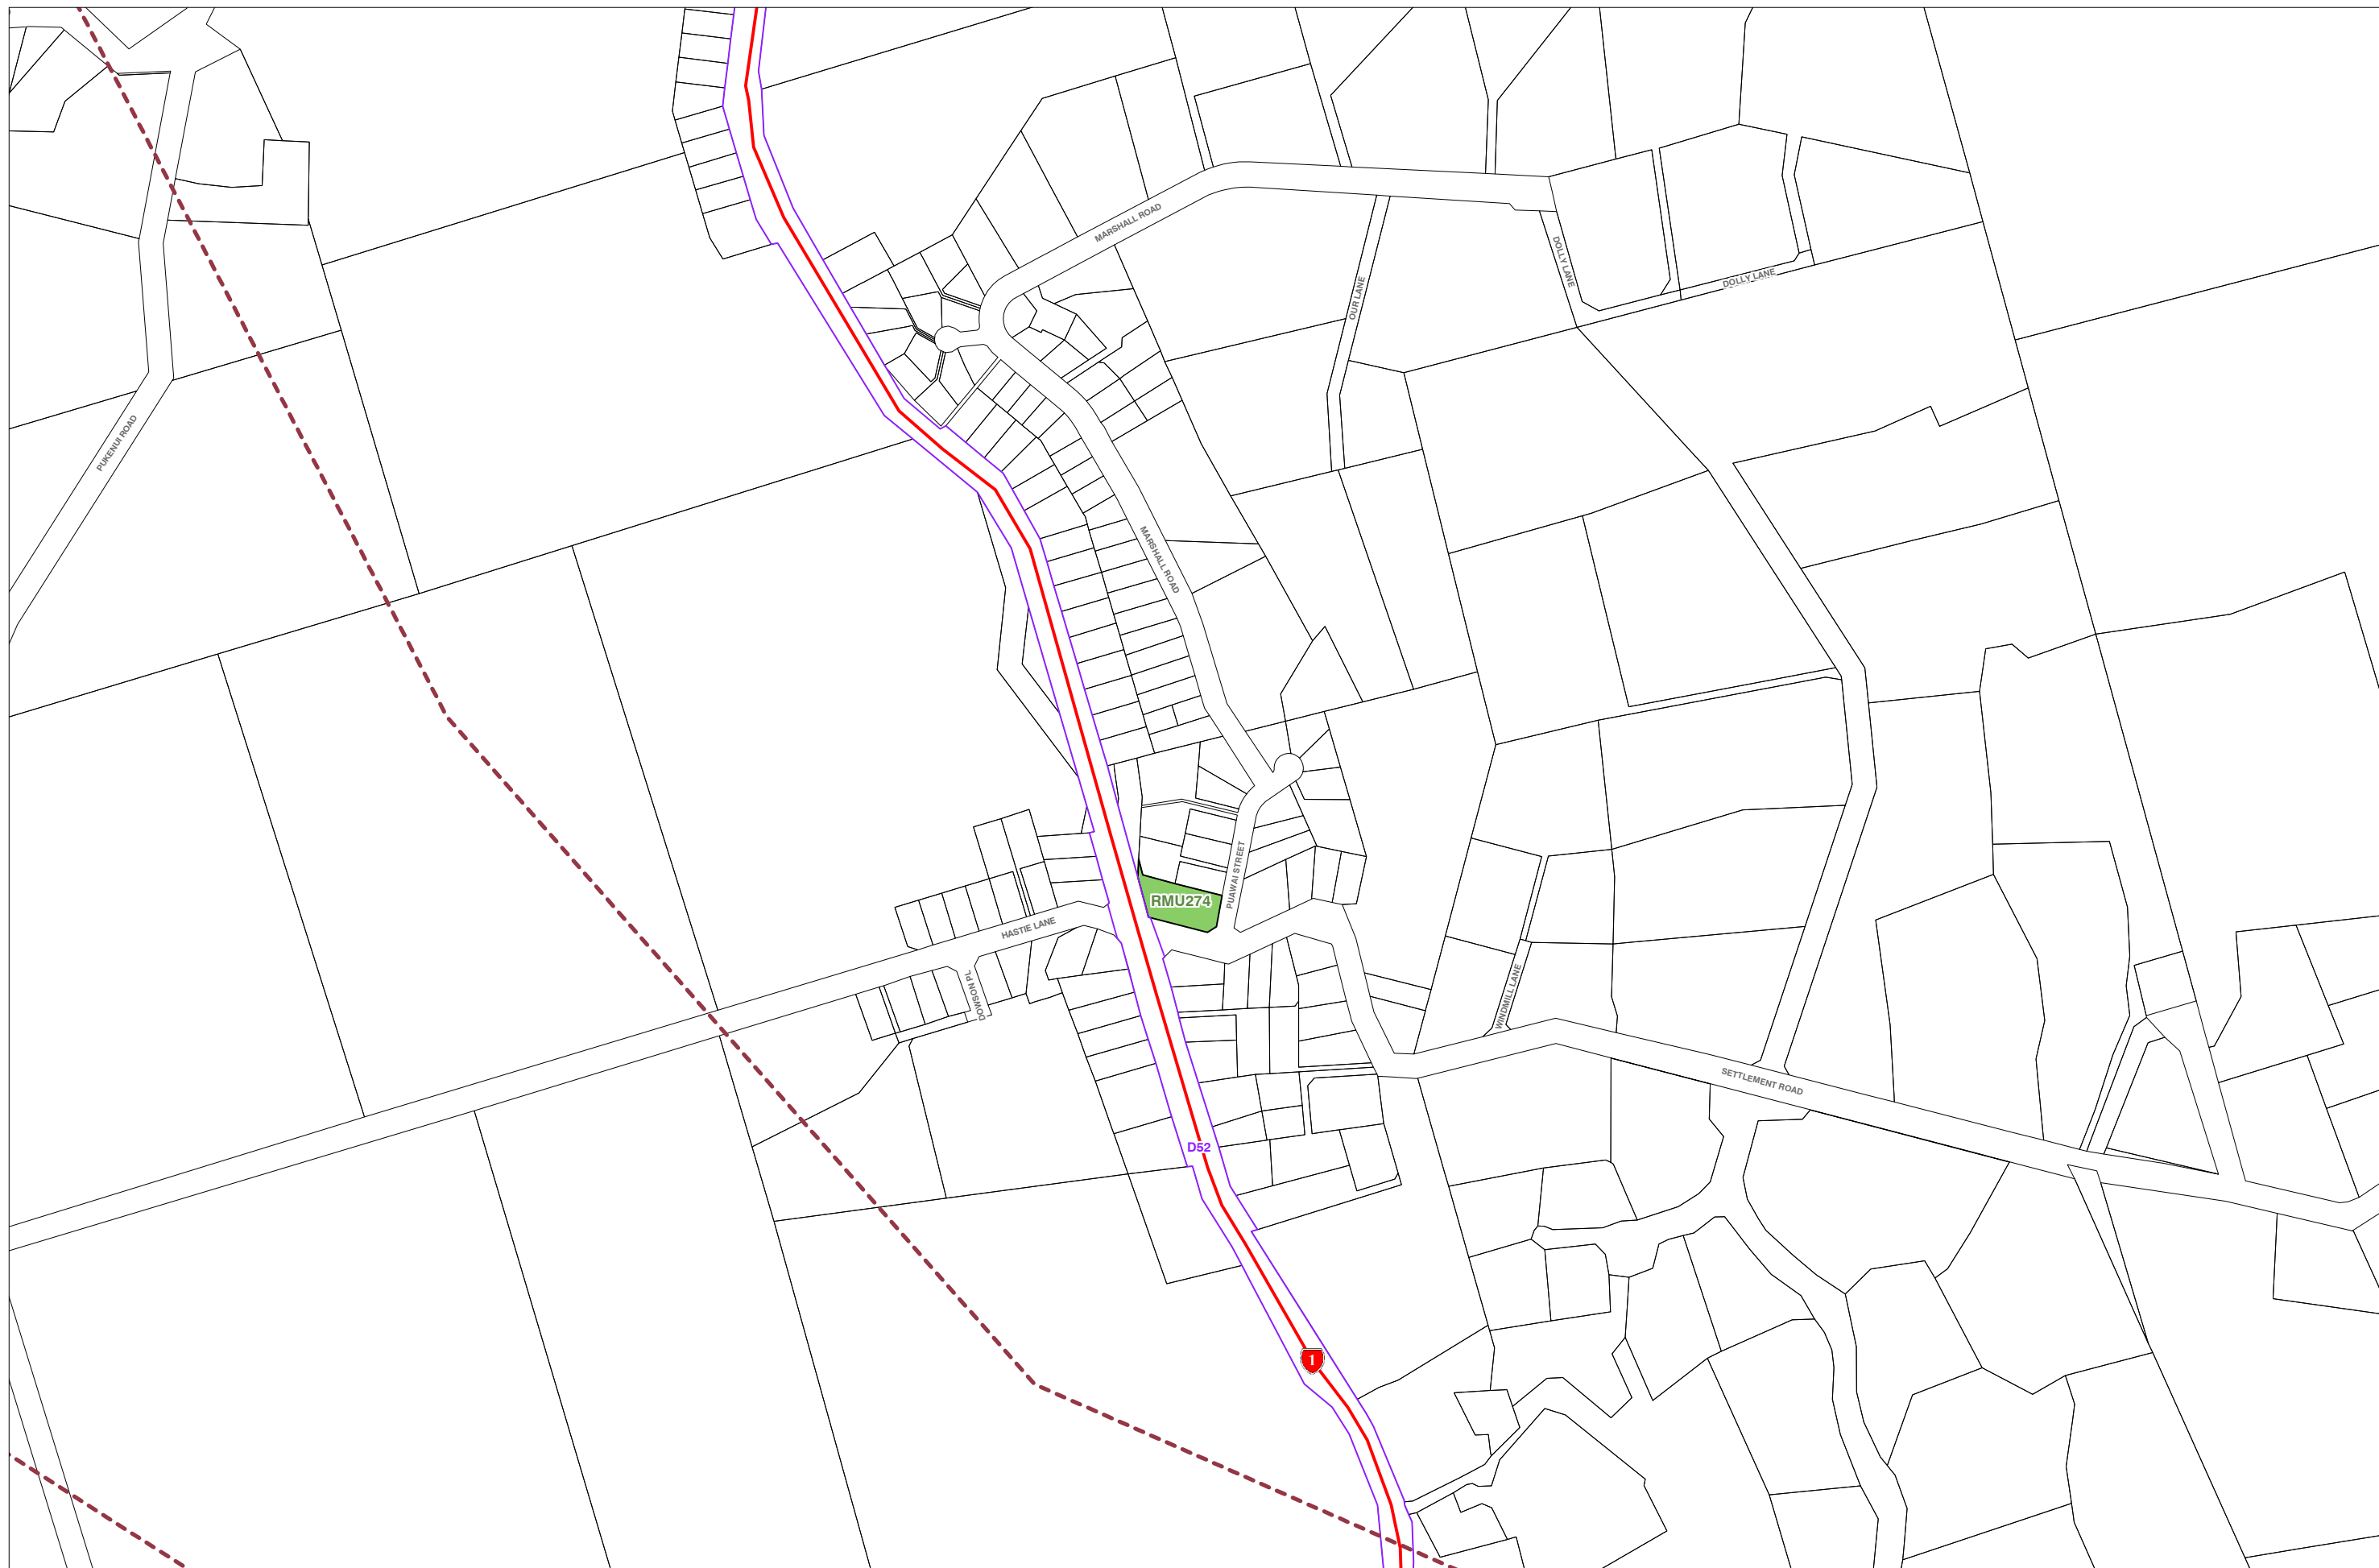 MARSHALL ROAD
DOLLY LANE
DOLLY LANE
OUR LANE
PUKENUI ROAD
MARSHALL ROAD
PUAWAI STREET
RMU274
HASTIE LANE
DOWSON PL
WINDMILL LANE
SETTLEMENT ROAD
D52
1